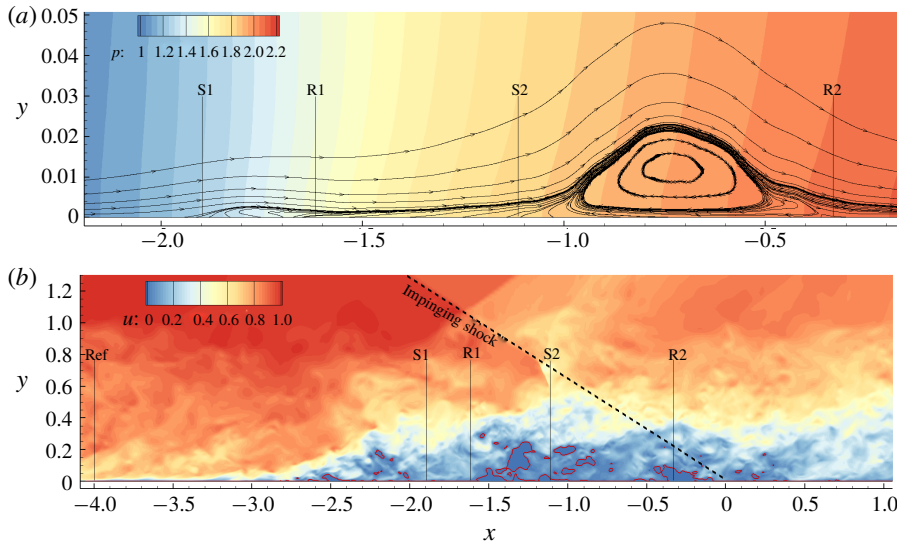 (a)
0.05
0.04
0.03
0.02
0.01
0
y
p: 1 1.2 1.4 1.6 1.8 2.0 2.2
S1 R1 S2 R2
−2.0 −1.5 −1.0 −0.5
(b)
1.2
1.0
0.8
0.6
0.4
0.2
0
y
u: 0 0.2 0.4 0.6 0.8 1.0
Impinging shock
Ref S1 R1 S2 R2
−4.0 −3.5 −3.0 −2.5 −2.0 −1.5 −1.0 −0.5 0 0.5 1.0
x